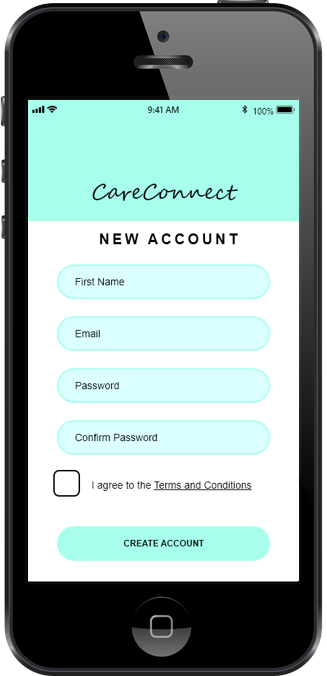 9:41 AM 100%
CareConnect
NEW ACCOUNT
First Name
Email
Password
Confirm Password
I agree to the Terms and Conditions
CREATE ACCOUNT